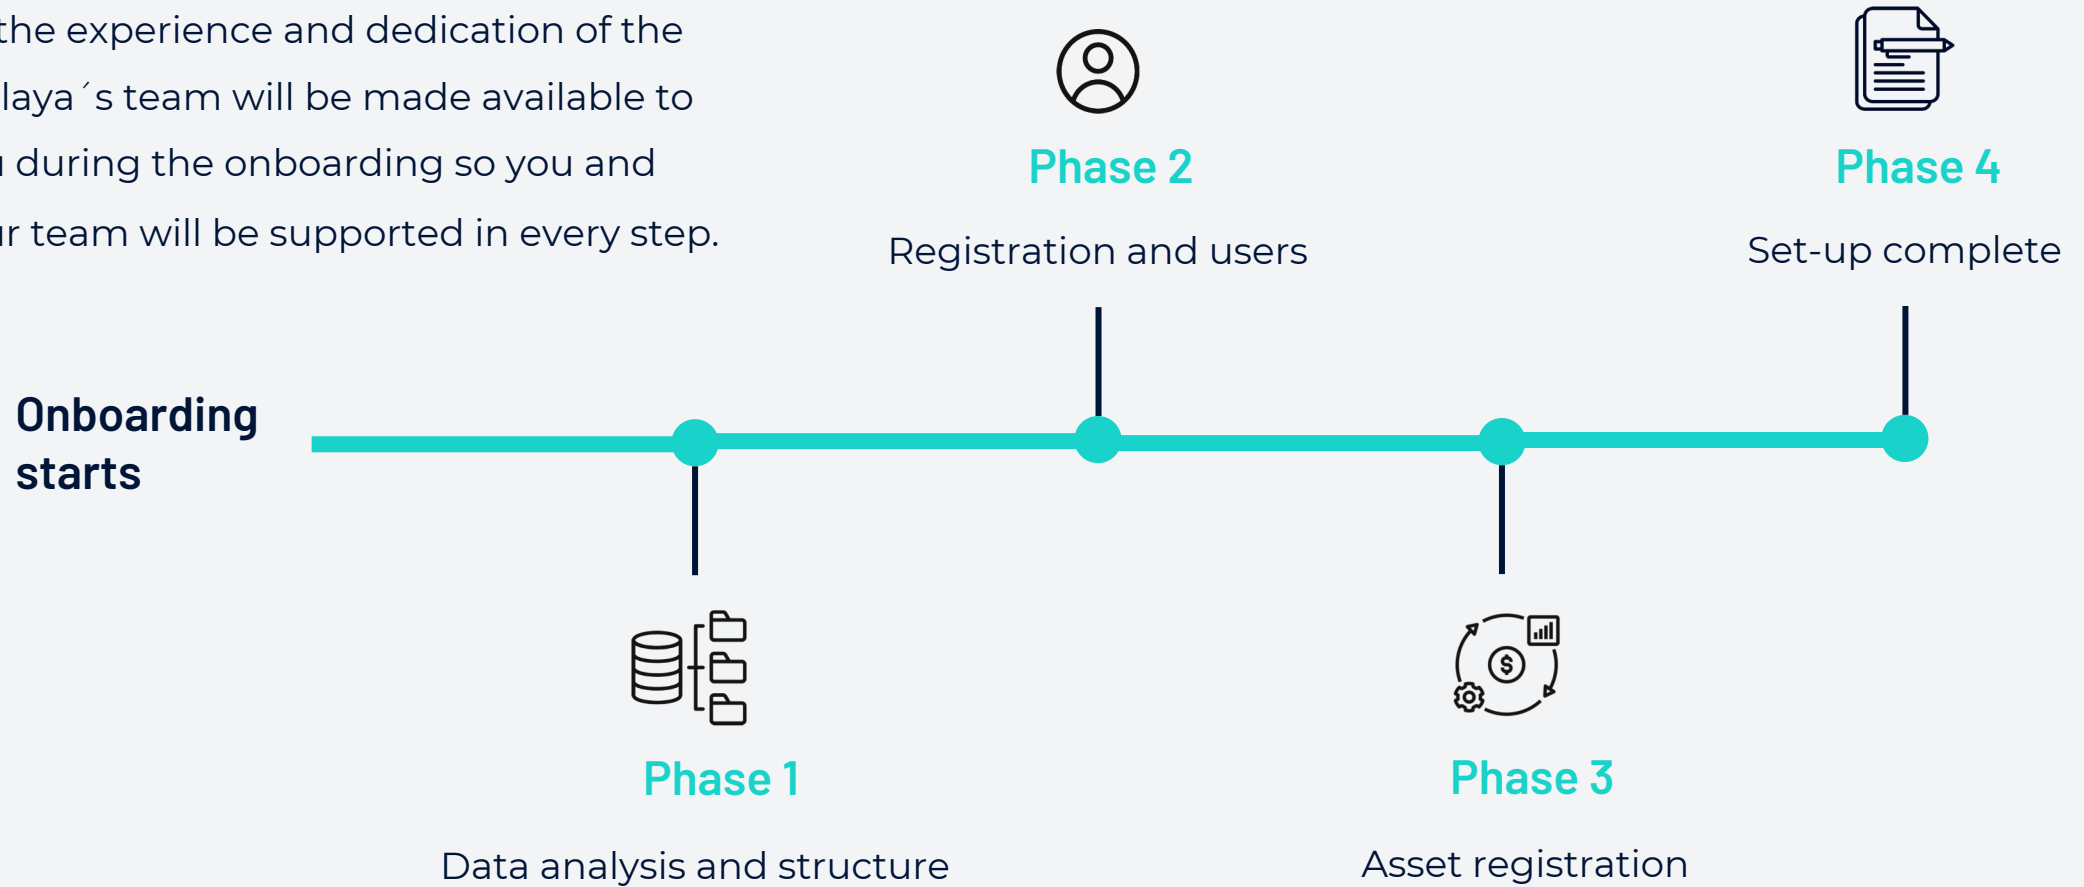 the experience and dedication of the
laya´s team will be made available to
during the onboarding so you and
team will be supported in every step.
Phase 2
Registration and users
Phase 4
Set-up complete
Onboarding
starts
Phase 1
Data analysis and structure
Phase 3
Asset registration
$